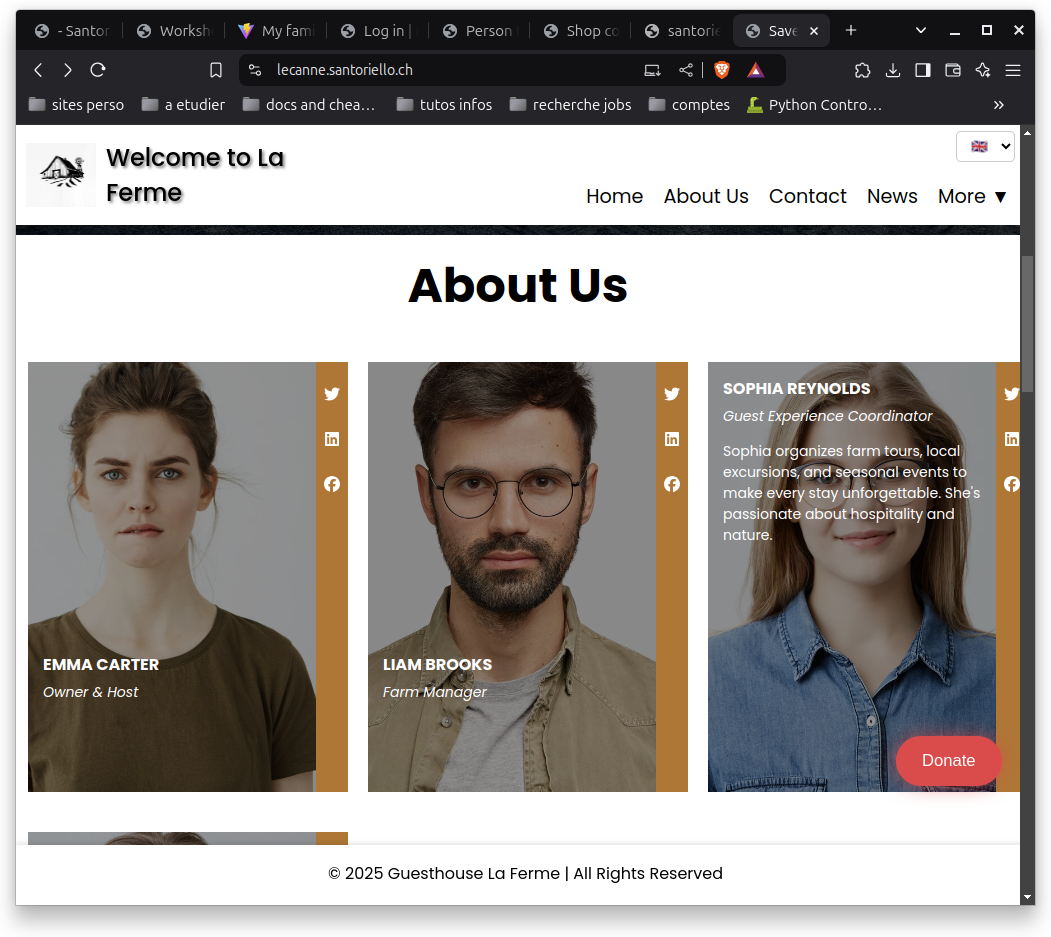 - Santor
Worksh
My fami
Log in |
Person
Shop co
santorie
Save
lecanne.santoriello.ch
sites perso
a etudier
docs and chea…
tutos infos
recherche jobs
comptes
Python Contro…
Welcome to La
Ferme
Home About Us Contact News More ▼
About Us
EMMA CARTER
Owner & Host
LIAM BROOKS
Farm Manager
SOPHIA REYNOLDS
Guest Experience Coordinator
Sophia organizes farm tours, local
excursions, and seasonal events to
make every stay unforgettable. She's
passionate about hospitality and
nature.
Donate
© 2025 Guesthouse La Ferme | All Rights Reserved